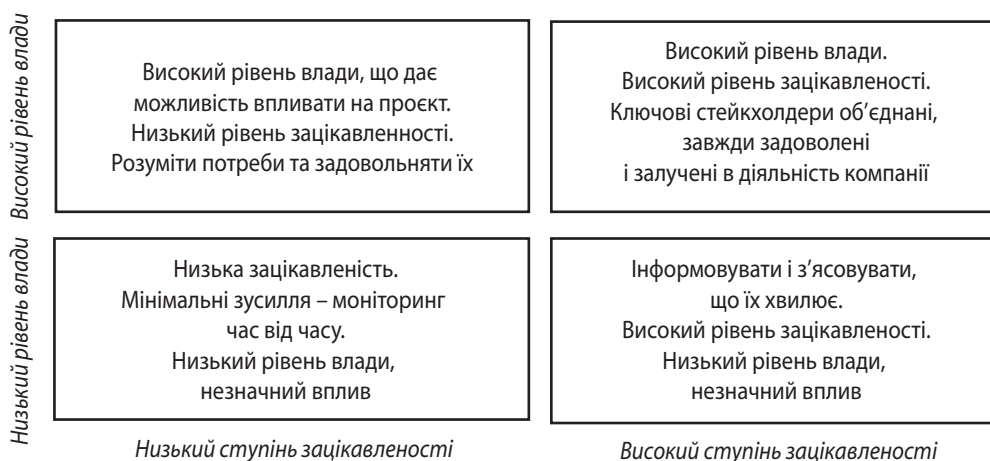 Високий рівень влади
Високий рівень влади, що дає
можливість впливати на проєкт.
Низький рівень зацікавленності.
Розуміти потреби та задовольняти їх
Високий рівень влади.
Високий рівень зацікавленості.
Ключові стейкхолдери об’єднані,
завжди задоволені
і залучені в діяльність компанії
Низький рівень влади
Низька зацікавленість.
Мінімальні зусилля – моніторинг
час від часу.
Низький рівень влади,
незначний вплив
Інформовувати і з’ясовувати,
що їх хвилює.
Високий рівень зацікавленості.
Низький рівень влади,
незначний вплив
Низький ступінь зацікавленості
Високий ступінь зацікавленості